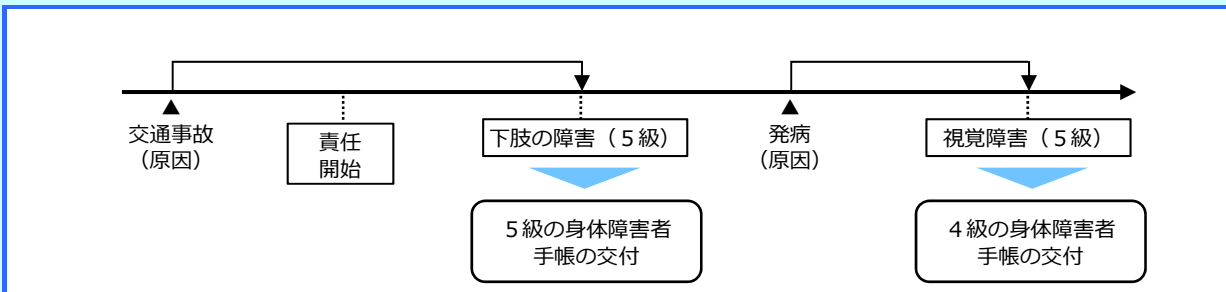 交通事故
（原因）
責任
開始
下肢の障害（５級）
発病
（原因）
視覚障害（５級）
５級の身体障害者
手帳の交付
４級の身体障害者
手帳の交付